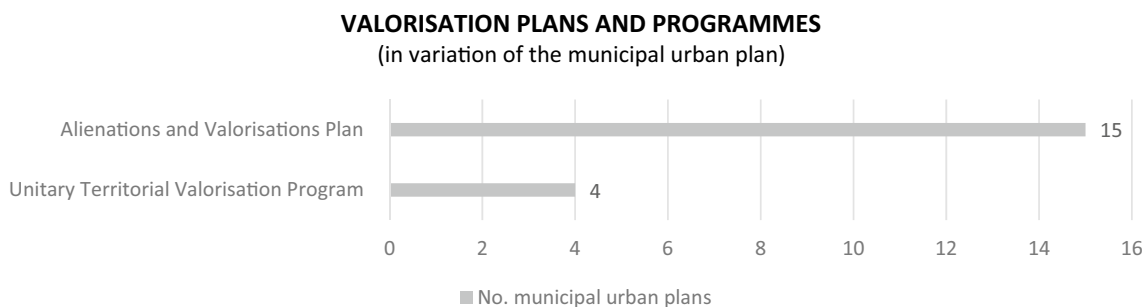 VALORISATION PLANS AND PROGRAMMES
(in variation of the municipal urban plan)
Alienations and Valorisations Plan
15
Unitary Territorial Valorisation Program
4
0 2 4 6 8 10 12 14 16
No. municipal urban plans